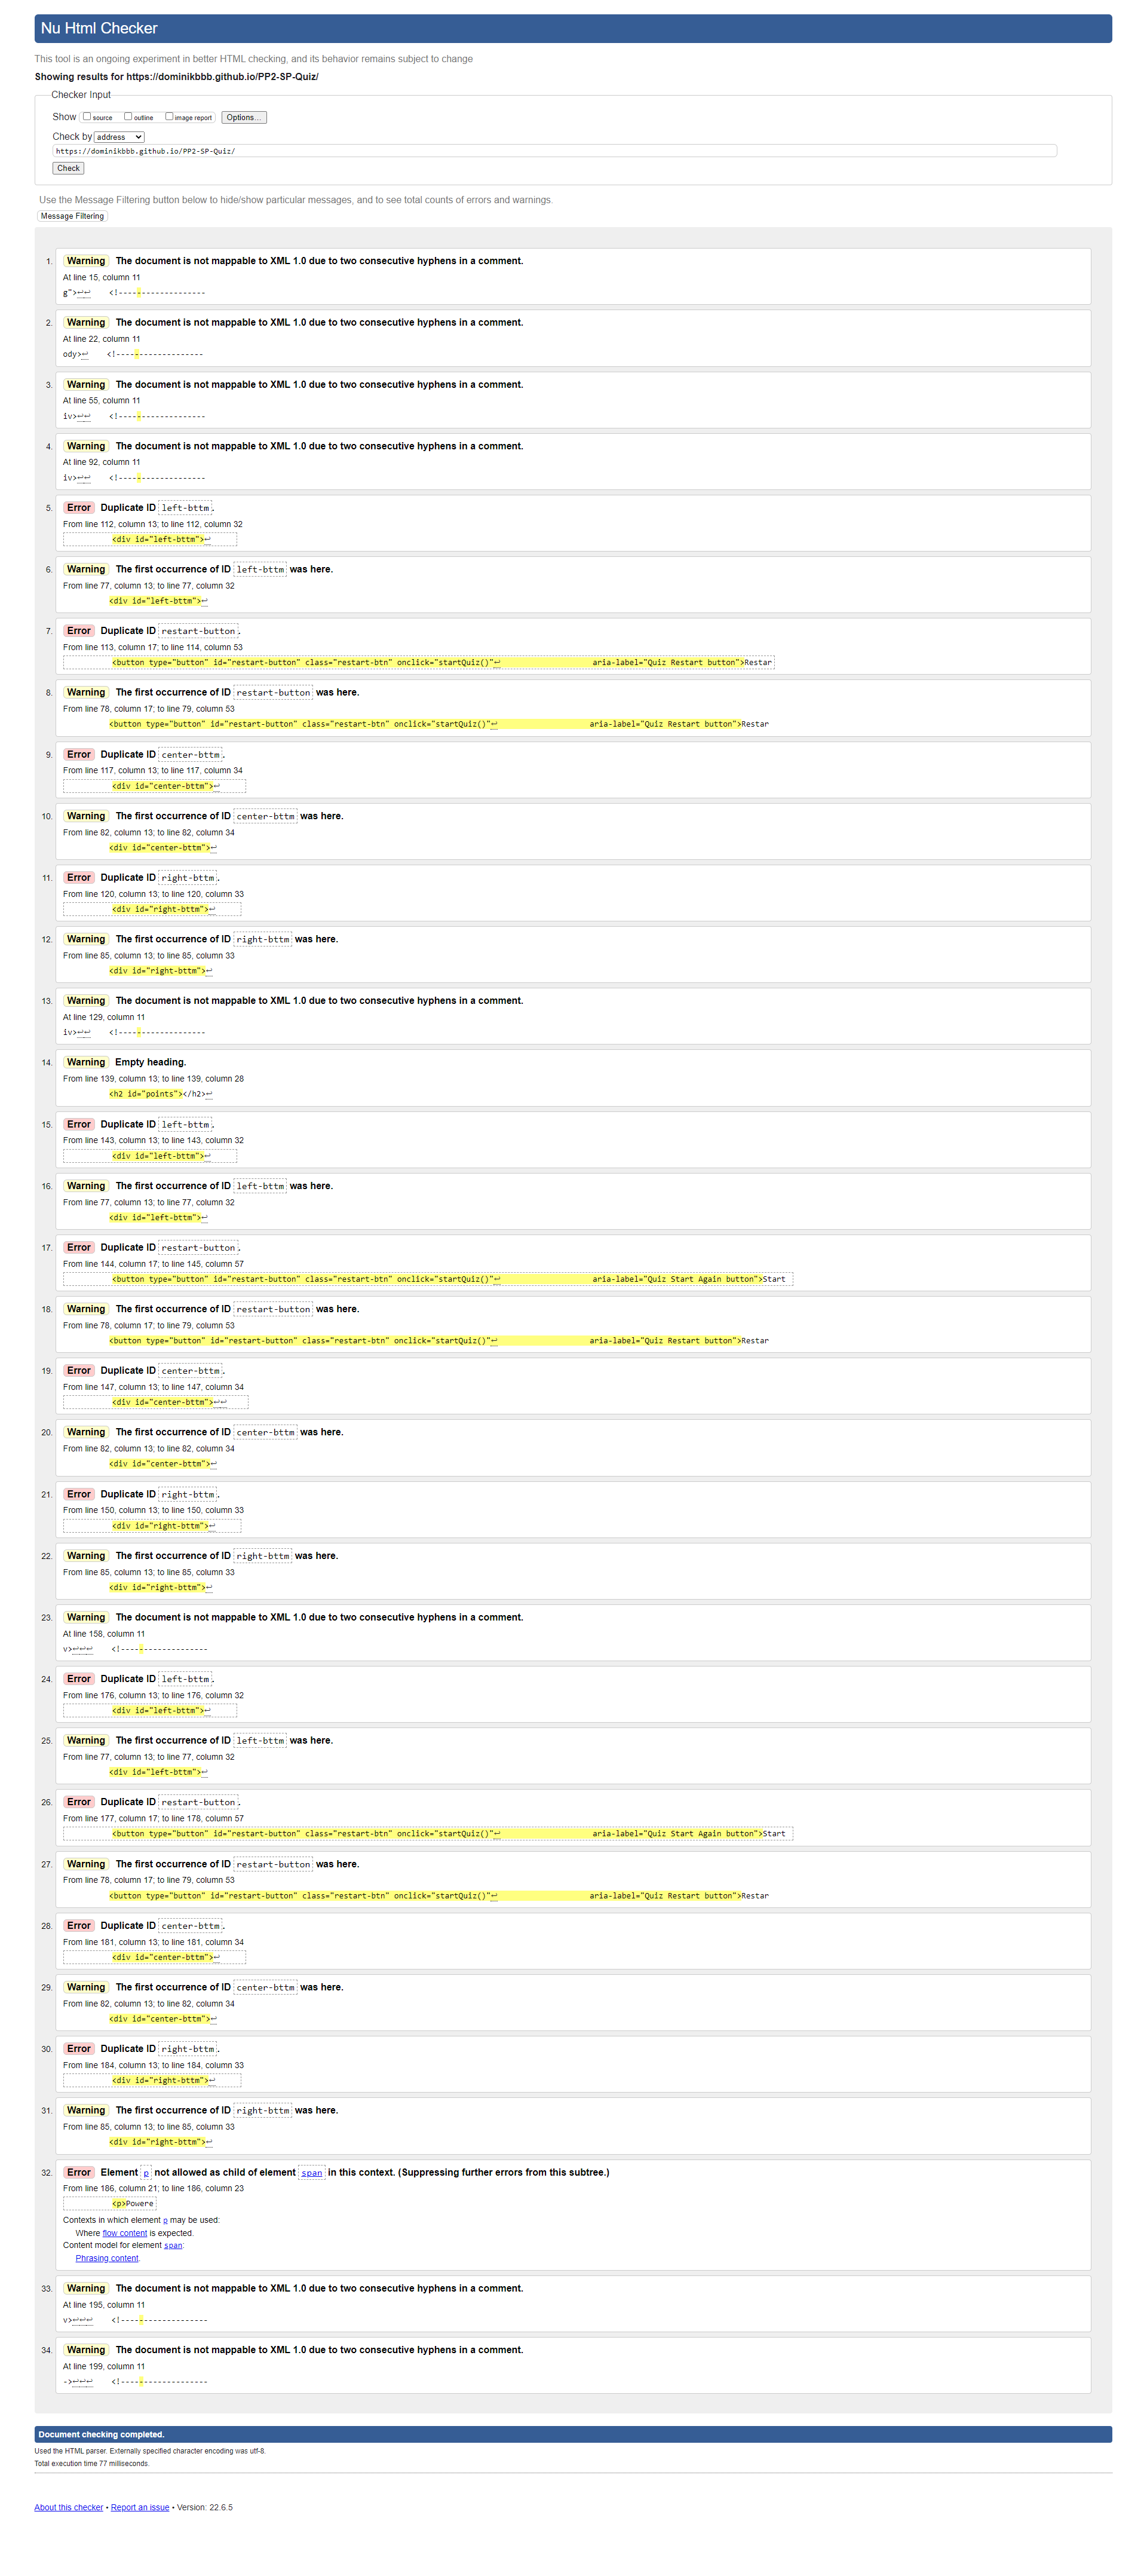 Nu Html Checker
This tool is an ongoing experiment in better HTML checking, and its behavior remains subject to change
Showing results for https://dominikbbb.github.io/PP2-SP-Quiz/
Checker Input
Show source outline image report Options...
Check by address
https://dominikbbb.github.io/PP2-SP-Quiz/
Check
Use the Message Filtering button below to hide/show particular messages, and to see total counts of errors and warnings.
Message Filtering
1. Warning The document is not mappable to XML 1.0 due to two consecutive hyphens in a comment.
At line 15, column 11
g">↩↩    <!-------------------
2. Warning The document is not mappable to XML 1.0 due to two consecutive hyphens in a comment.
At line 22, column 11
ody>↩    <!-------------------
3. Warning The document is not mappable to XML 1.0 due to two consecutive hyphens in a comment.
At line 55, column 11
iv>↩↩    <!-------------------
4. Warning The document is not mappable to XML 1.0 due to two consecutive hyphens in a comment.
At line 92, column 11
iv>↩↩    <!-------------------
5. Error Duplicate ID left-bttm.
From line 112, column 13; to line 112, column 32
<div id="left-bttm">↩
6. Warning The first occurrence of ID left-bttm was here.
From line 77, column 13; to line 77, column 32
<div id="left-bttm">↩
7. Error Duplicate ID restart-button.
From line 113, column 17; to line 114, column 53
<button type="button" id="restart-button" class="restart-btn" onclick="startQuiz()"↩                    aria-label="Quiz Restart button">Restar
8. Warning The first occurrence of ID restart-button was here.
From line 78, column 17; to line 79, column 53
<button type="button" id="restart-button" class="restart-btn" onclick="startQuiz()"↩                    aria-label="Quiz Restart button">Restar
9. Error Duplicate ID center-bttm.
From line 117, column 13; to line 117, column 34
<div id="center-bttm">↩
10. Warning The first occurrence of ID center-bttm was here.
From line 82, column 13; to line 82, column 34
<div id="center-bttm">↩
11. Error Duplicate ID right-bttm.
From line 120, column 13; to line 120, column 33
<div id="right-bttm">↩
12. Warning The first occurrence of ID right-bttm was here.
From line 85, column 13; to line 85, column 33
<div id="right-bttm">↩
13. Warning The document is not mappable to XML 1.0 due to two consecutive hyphens in a comment.
At line 129, column 11
iv>↩↩    <!-------------------
14. Warning Empty heading.
From line 139, column 13; to line 139, column 28
<h2 id="points"></h2>↩
15. Error Duplicate ID left-bttm.
From line 143, column 13; to line 143, column 32
<div id="left-bttm">↩
16. Warning The first occurrence of ID left-bttm was here.
From line 77, column 13; to line 77, column 32
<div id="left-bttm">↩
17. Error Duplicate ID restart-button.
From line 144, column 17; to line 145, column 57
<button type="button" id="restart-button" class="restart-btn" onclick="startQuiz()"↩                    aria-label="Quiz Start Again button">Start
18. Warning The first occurrence of ID restart-button was here.
From line 78, column 17; to line 79, column 53
<button type="button" id="restart-button" class="restart-btn" onclick="startQuiz()"↩                    aria-label="Quiz Restart button">Restar
19. Error Duplicate ID center-bttm.
From line 147, column 13; to line 147, column 34
<div id="center-bttm">↩↩
20. Warning The first occurrence of ID center-bttm was here.
From line 82, column 13; to line 82, column 34
<div id="center-bttm">↩
21. Error Duplicate ID right-bttm.
From line 150, column 13; to line 150, column 33
<div id="right-bttm">↩
22. Warning The first occurrence of ID right-bttm was here.
From line 85, column 13; to line 85, column 33
<div id="right-bttm">↩
23. Warning The document is not mappable to XML 1.0 due to two consecutive hyphens in a comment.
At line 158, column 11
v>↩↩↩    <!-------------------
24. Error Duplicate ID left-bttm.
From line 176, column 13; to line 176, column 32
<div id="left-bttm">↩
25. Warning The first occurrence of ID left-bttm was here.
From line 77, column 13; to line 77, column 32
<div id="left-bttm">↩
26. Error Duplicate ID restart-button.
From line 177, column 17; to line 178, column 57
<button type="button" id="restart-button" class="restart-btn" onclick="startQuiz()"↩                    aria-label="Quiz Start Again button">Start
27. Warning The first occurrence of ID restart-button was here.
From line 78, column 17; to line 79, column 53
<button type="button" id="restart-button" class="restart-btn" onclick="startQuiz()"↩                    aria-label="Quiz Restart button">Restar
28. Error Duplicate ID center-bttm.
From line 181, column 13; to line 181, column 34
<div id="center-bttm">↩
29. Warning The first occurrence of ID center-bttm was here.
From line 82, column 13; to line 82, column 34
<div id="center-bttm">↩
30. Error Duplicate ID right-bttm.
From line 184, column 13; to line 184, column 33
<div id="right-bttm">↩
31. Warning The first occurrence of ID right-bttm was here.
From line 85, column 13; to line 85, column 33
<div id="right-bttm">↩
32. Error Element p not allowed as child of element span in this context. (Suppressing further errors from this subtree.)
From line 186, column 21; to line 186, column 23
<p>Powere
Contexts in which element p may be used:
Where flow content is expected.
Content model for element span:
Phrasing content.
33. Warning The document is not mappable to XML 1.0 due to two consecutive hyphens in a comment.
At line 195, column 11
v>↩↩↩    <!-------------------
34. Warning The document is not mappable to XML 1.0 due to two consecutive hyphens in a comment.
At line 199, column 11
->↩↩↩    <!-------------------
Document checking completed.
Used the HTML parser. Externally specified character encoding was utf-8.
Total execution time 77 milliseconds.
About this checker • Report an issue • Version: 22.6.5